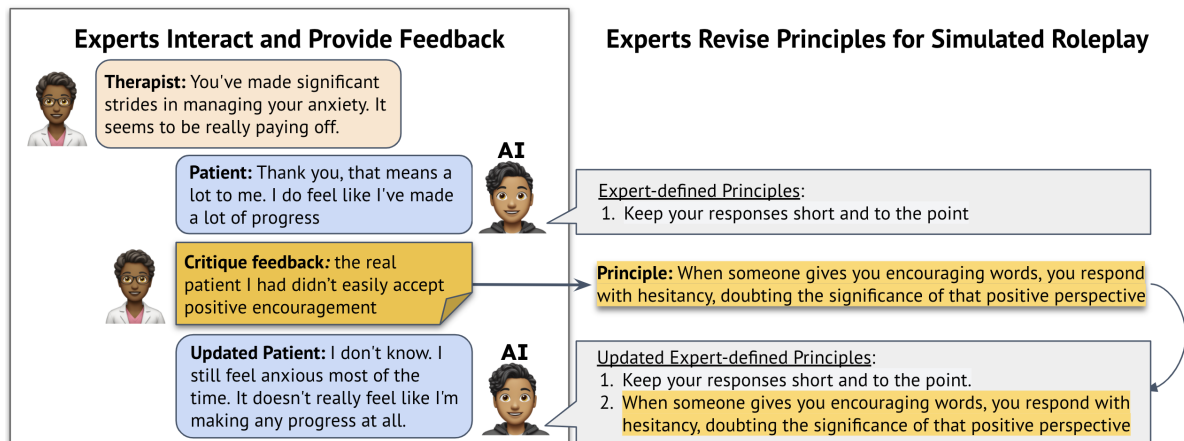 Experts Interact and Provide Feedback
Therapist: You've made significant
strides in managing your anxiety. It
seems to be really paying off.
AI
Patient: Thank you, that means a
lot to me. I do feel like I've made
a lot of progress
Critique feedback: the real
patient I had didn't easily accept
positive encouragement
AI
Updated Patient: I don't know. I
still feel anxious most of the
time. It doesn't really feel like I'm
making any progress at all.
Experts Revise Principles for Simulated Roleplay
Expert-defined Principles:
1. Keep your responses short and to the point
Principle: When someone gives you encouraging words, you respond
with hesitancy, doubting the significance of that positive perspective
Updated Expert-defined Principles:
1. Keep your responses short and to the point.
2. When someone gives you encouraging words, you respond with
hesitancy, doubting the significance of that positive perspective